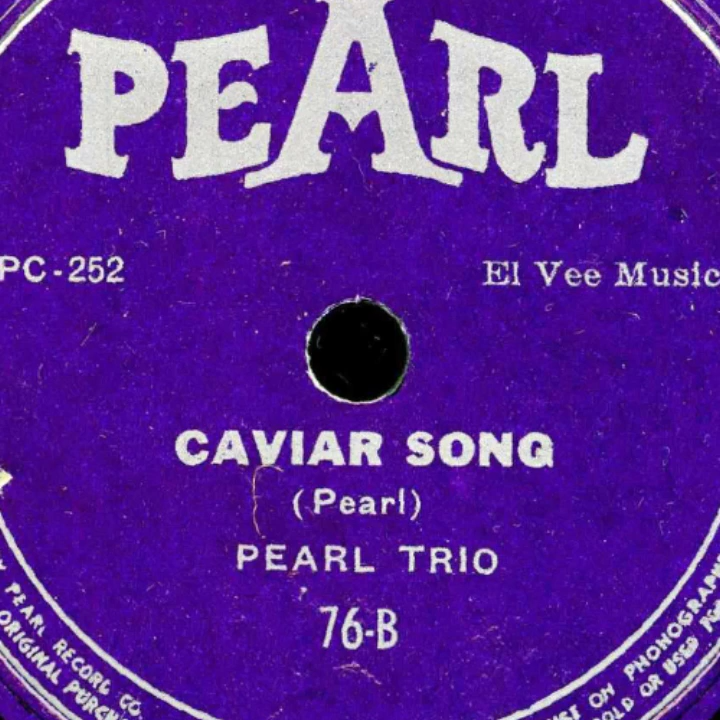 PEARL
PC-252
El Vee Music
CAVIAR SONG
(Pearl)
PEARL TRIO
76-B
PEARL RECORD CO.
ORIGINAL
ON PHONOGRAPH
OLD OR USED